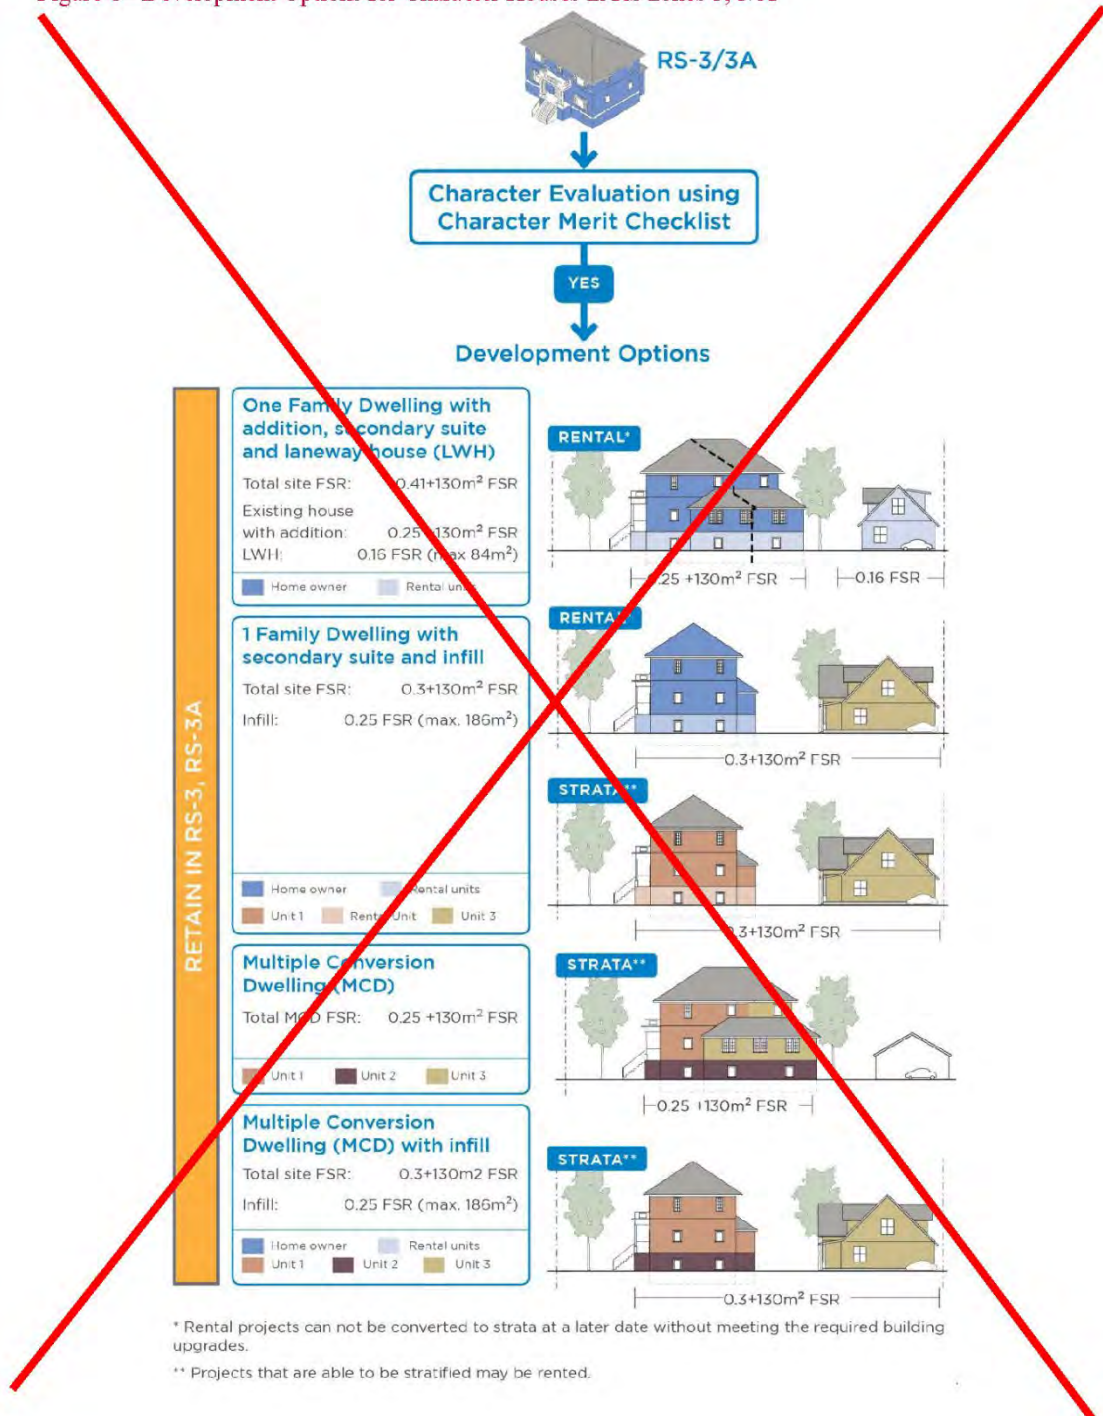 RS-3/3A
Character Evaluation using
Character Merit Checklist
YES
Development Options
RETAIN IN RS-3, RS-3A
One Family Dwelling with
addition, secondary suite
and laneway house (LWH)
Total site FSR: 0.41+130m² FSR
Existing house
with addition: 0.25 +130m² FSR
LWH: 0.16 FSR (max 84m²)
Home owner Rental units
RENTAL*
0.25 +130m² FSR 0.16 FSR
1 Family Dwelling with
secondary suite and infill
Total site FSR: 0.3+130m² FSR
Infill: 0.25 FSR (max. 186m²)
Home owner Rental units
Unit 1 Rental Unit Unit 3
RENTAL*
0.3+130m² FSR
STRATA**
0.3+130m² FSR
Multiple Conversion
Dwelling (MCD)
Total MCD FSR: 0.25 +130m² FSR
Unit 1 Unit 2 Unit 3
STRATA**
0.25 +130m² FSR
Multiple Conversion
Dwelling (MCD) with infill
Total site FSR: 0.3+130m2 FSR
Infill: 0.25 FSR (max. 186m²)
Home owner Rental units
Unit 1 Unit 2 Unit 3
STRATA**
0.3+130m² FSR
* Rental projects can not be converted to strata at a later date without meeting the required building
upgrades.
** Projects that are able to be stratified may be rented.